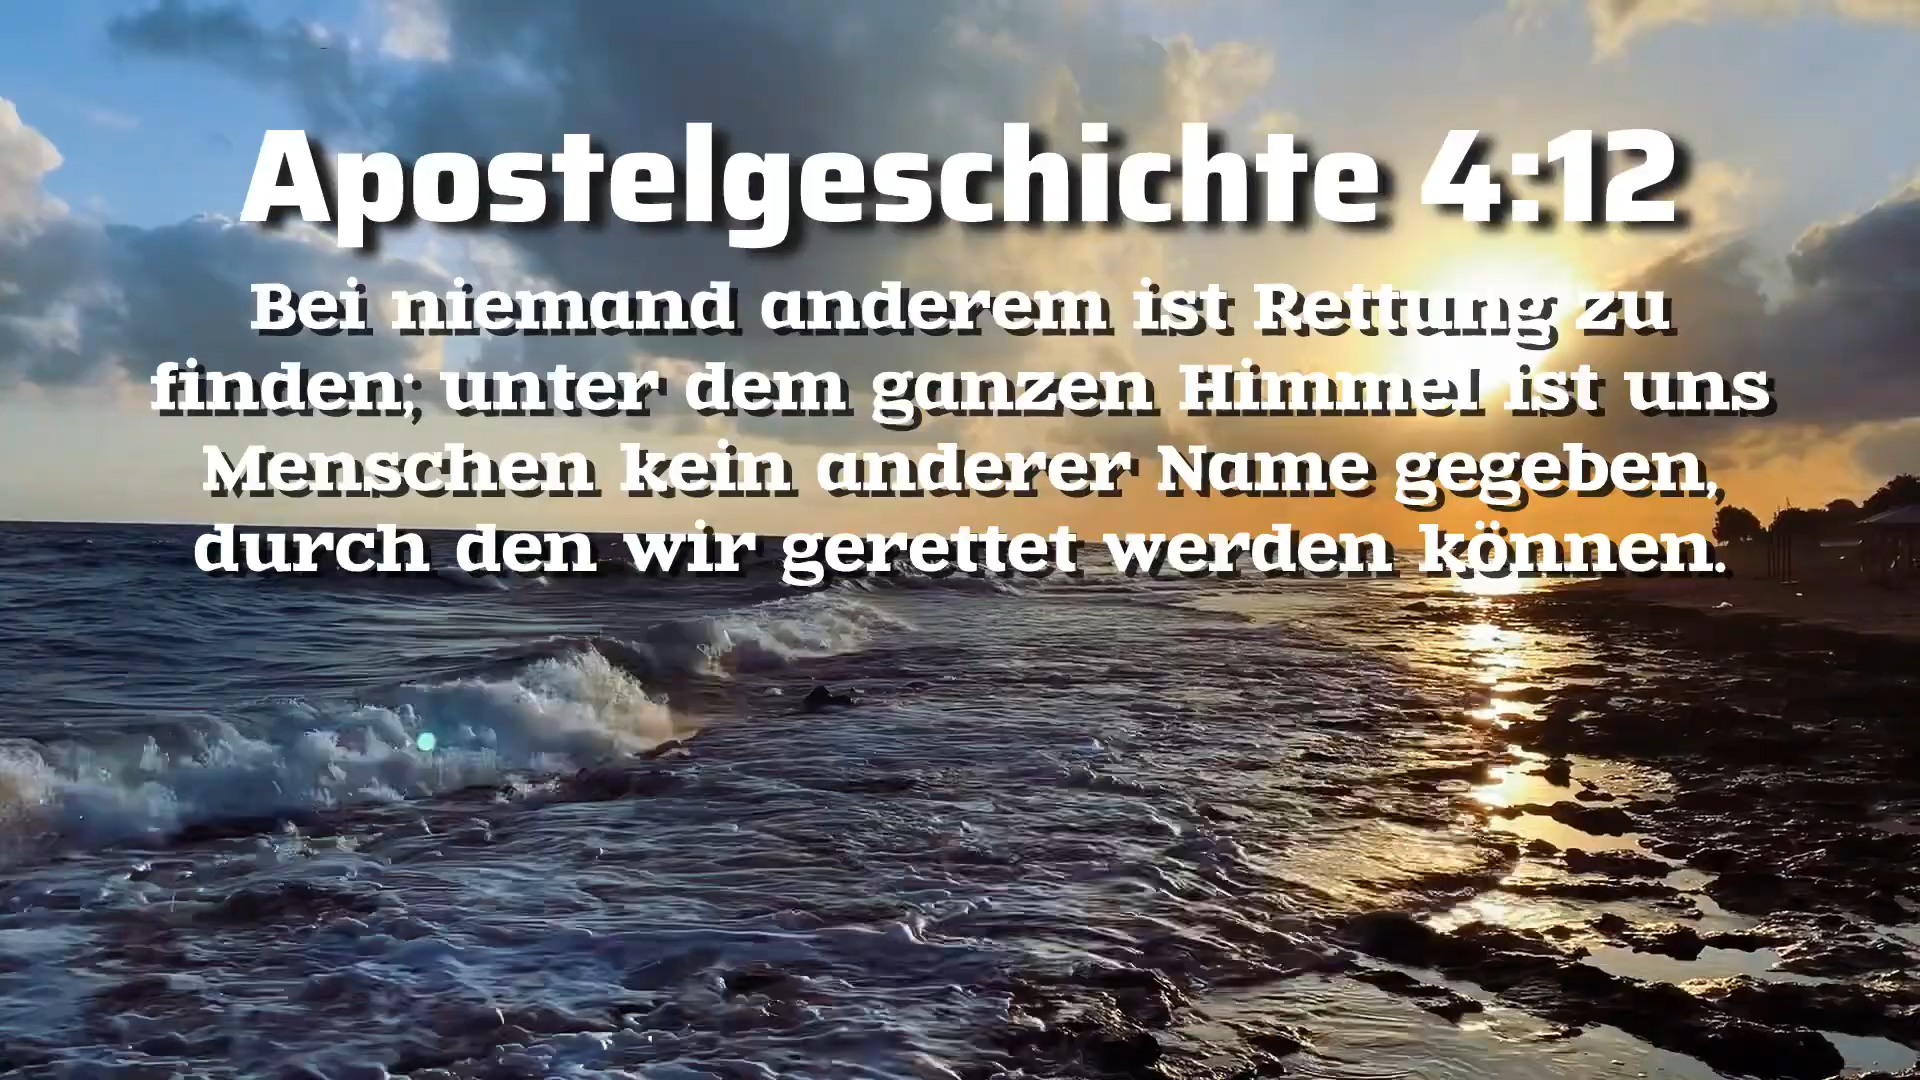 Apostelgeschichte 4:12
Bei niemand anderem ist Rettung zu
finden; unter dem ganzen Himmel ist uns
Menschen kein anderer Name gegeben,
durch den wir gerettet werden können.